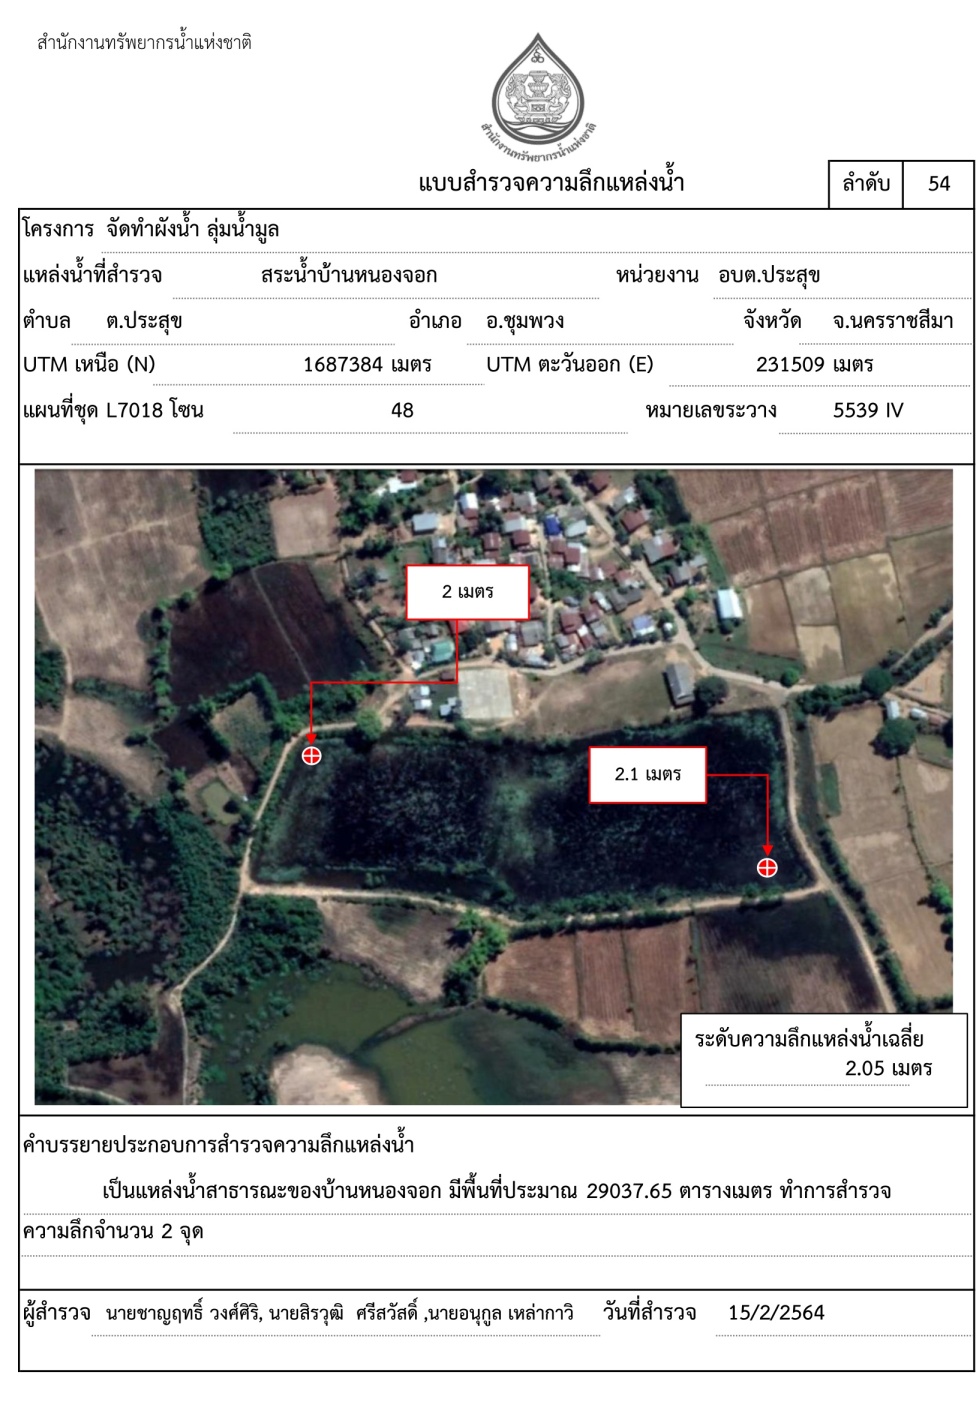 สำนักงานทรัพยากรน้ำแห่งชาติ
สำนักงานทรัพยากรน้ำแห่งชาติ
แบบสำรวจความลึกแหล่งน้ำ ลำดับ 54
โครงการ จัดทำผังน้ำ ลุ่มน้ำมูล
แหล่งน้ำที่สำรวจ สระน้ำบ้านหนองจอก หน่วยงาน อบต.ประสุข
ตำบล ต.ประสุข อำเภอ อ.ชุมพวง จังหวัด จ.นครราชสีมา
UTM เหนือ (N) 1687384 เมตร UTM ตะวันออก (E) 231509 เมตร
แผนที่ชุด L7018 โซน 48 หมายเลขระวาง 5539 IV
2 เมตร
2.1 เมตร
ระดับความลึกแหล่งน้ำเฉลี่ย
2.05 เมตร
คำบรรยายประกอบการสำรวจความลึกแหล่งน้ำ
เป็นแหล่งน้ำสาธารณะของบ้านหนองจอก มีพื้นที่ประมาณ 29037.65 ตารางเมตร ทำการสำรวจ
ความลึกจำนวน 2 จุด
ผู้สำรวจ นายชาญฤทธิ์ วงศ์ศิริ, นายสิรวุฒิ ศรีสวัสดิ์ ,นายอนุกูล เหล่ากาวิ วันที่สำรวจ 15/2/2564